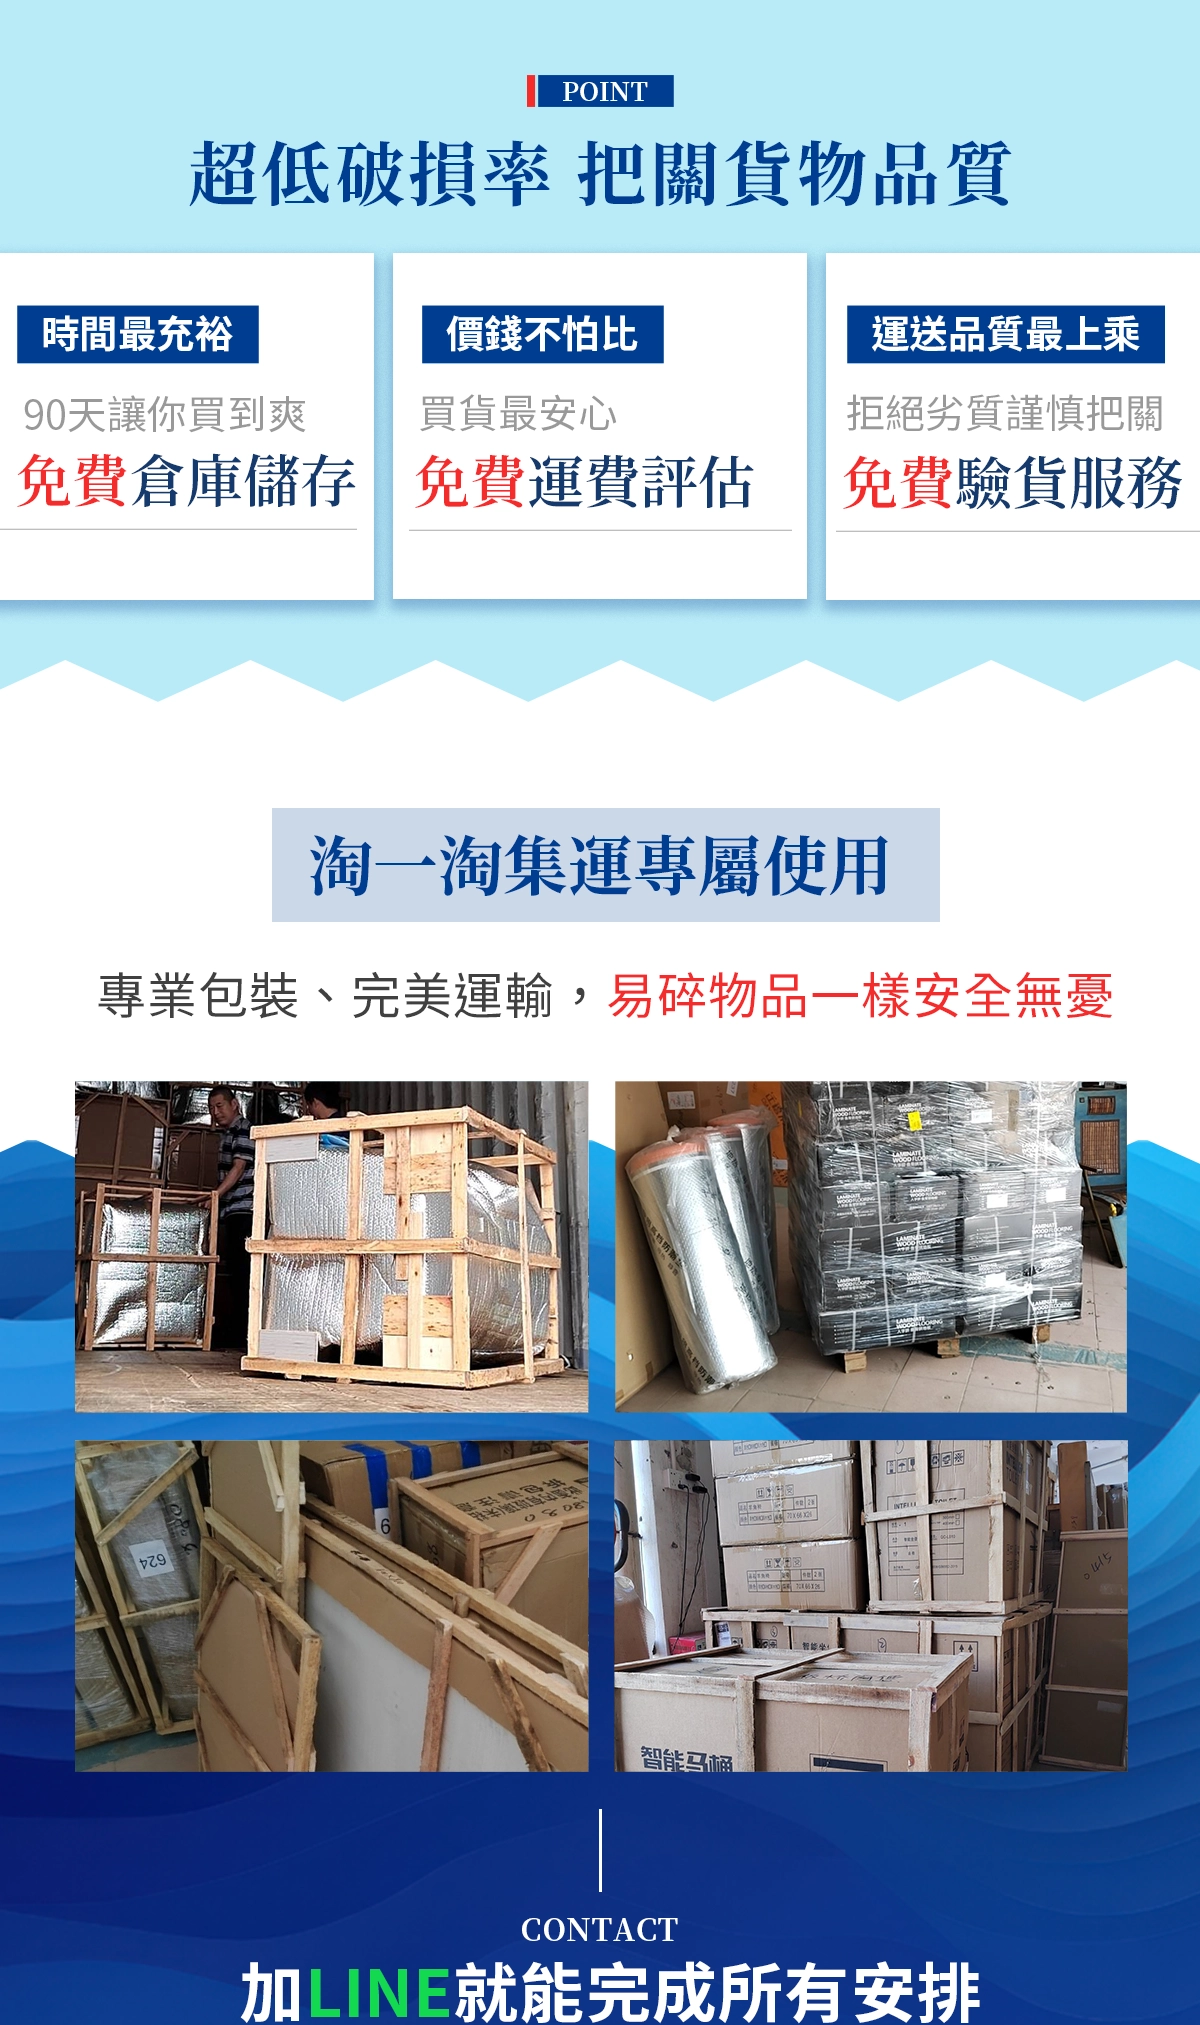 POINT
超低破損率 把關貨物品質
時間最充裕
90天讓你買到爽
免費倉庫儲存
價錢不怕比
買貨最安心
免費運費評估
運送品質最上乘
拒絕劣質謹慎把關
免費驗貨服務
淘一淘集運專屬使用
專業包裝、完美運輸，易碎物品一樣安全無憂
LAMINATE
WOOD FLOORING
624
智能马桶
CONTACT
加LINE就能完成所有安排